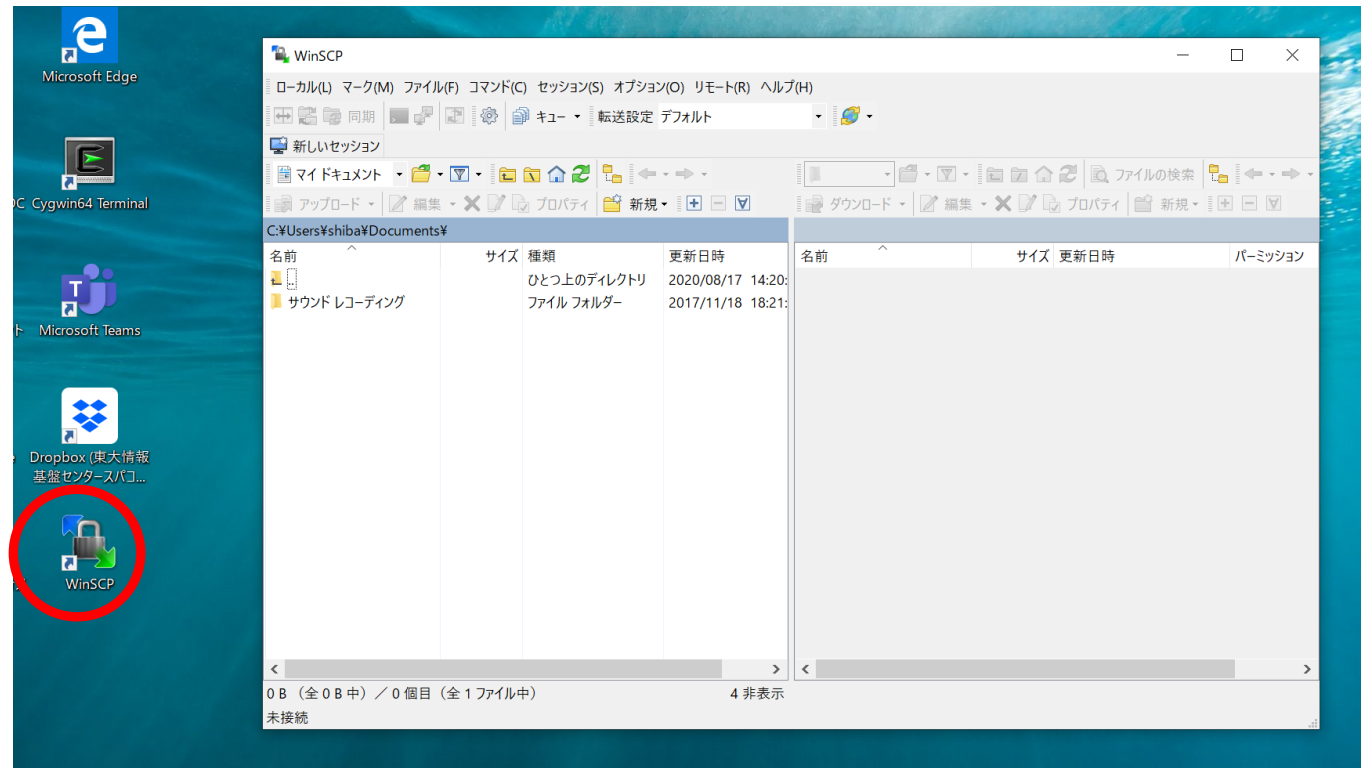 Microsoft Edge
Cygwin64 Terminal
Microsoft Teams
Dropbox (東大情報
基盤センタースパコ...
WinSCP
WinSCP
ローカル(L) マーク(M) ファイル(F) コマンド(C) セッション(S) オプション(O) リモート(R) ヘルプ(H)
同期 キュー 転送設定 デフォルト
新しいセッション
マイ ドキュメント ファイルの検索
アップロード 編集 プロパティ 新規 ダウンロード 編集 プロパティ 新規
C:¥Users¥shiba¥Documents¥
名前 サイズ 種類 更新日時 名前 サイズ 更新日時 パーミッション
.. ひとつ上のディレクトリ 2020/08/17 14:20:
サウンド レコーディング ファイル フォルダー 2017/11/18 18:21:
0 B （全 0 B 中）／ 0 個目（全 1 ファイル中） 4 非表示
未接続